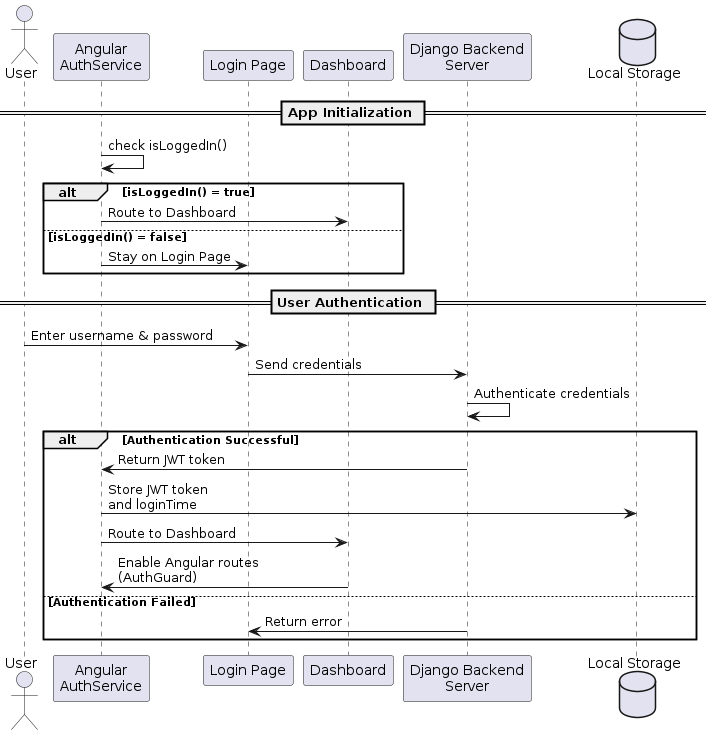 User
Angular
AuthService
Login Page
Dashboard
Django Backend
Server
Local Storage
App Initialization
check isLoggedIn()
alt
[isLoggedIn() = true]
Route to Dashboard
[isLoggedIn() = false]
Stay on Login Page
User Authentication
Enter username & password
Send credentials
Authenticate credentials
alt
[Authentication Successful]
Return JWT token
Store JWT token
and loginTime
Route to Dashboard
Enable Angular routes
(AuthGuard)
[Authentication Failed]
Return error
User
Angular
AuthService
Login Page
Dashboard
Django Backend
Server
Local Storage